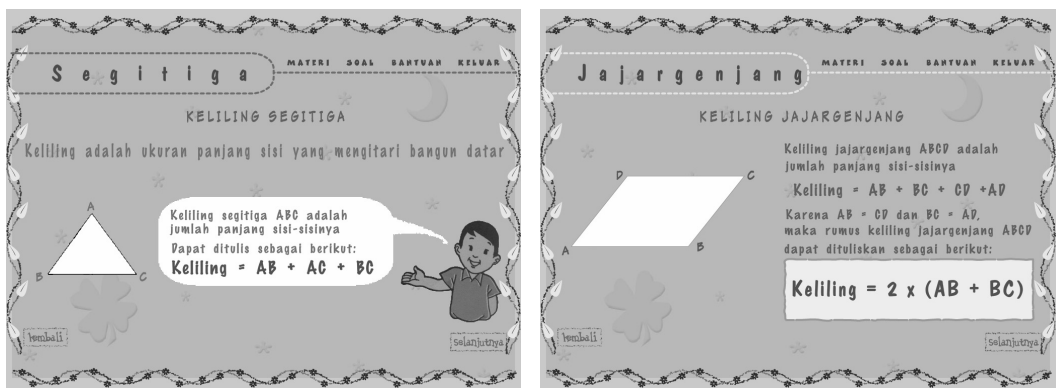 Segitiga
MATERI SOAL BANTUAN KELUAR
KELILING SEGITIGA
Keliling adalah ukuran panjang sisi yang mengitari bangun datar
A
B
C
Keliling segitiga ABC adalah
jumlah panjang sisi-sisinya
Dapat ditulis sebagai berikut:
Keliling = AB + AC + BC
kembali
selanjutnya
Jajargenjang
MATERI SOAL BANTUAN KELUAR
KELILING JAJARGENJANG
D
C
A
B
Keliling jajargenjang ABCD adalah
jumlah panjang sisi-sisinya
Keliling = AB + BC + CD +AD
Karena AB = CD dan BC = AD,
maka rumus keliling jajargenjang ABCD
dapat dituliskan sebagai berikut:
Keliling = 2 x (AB + BC)
kembali
selanjutnya